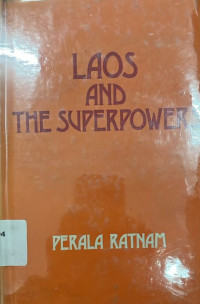 LAOS
AND
THE SUPERPOWER
PERALA RATNAM